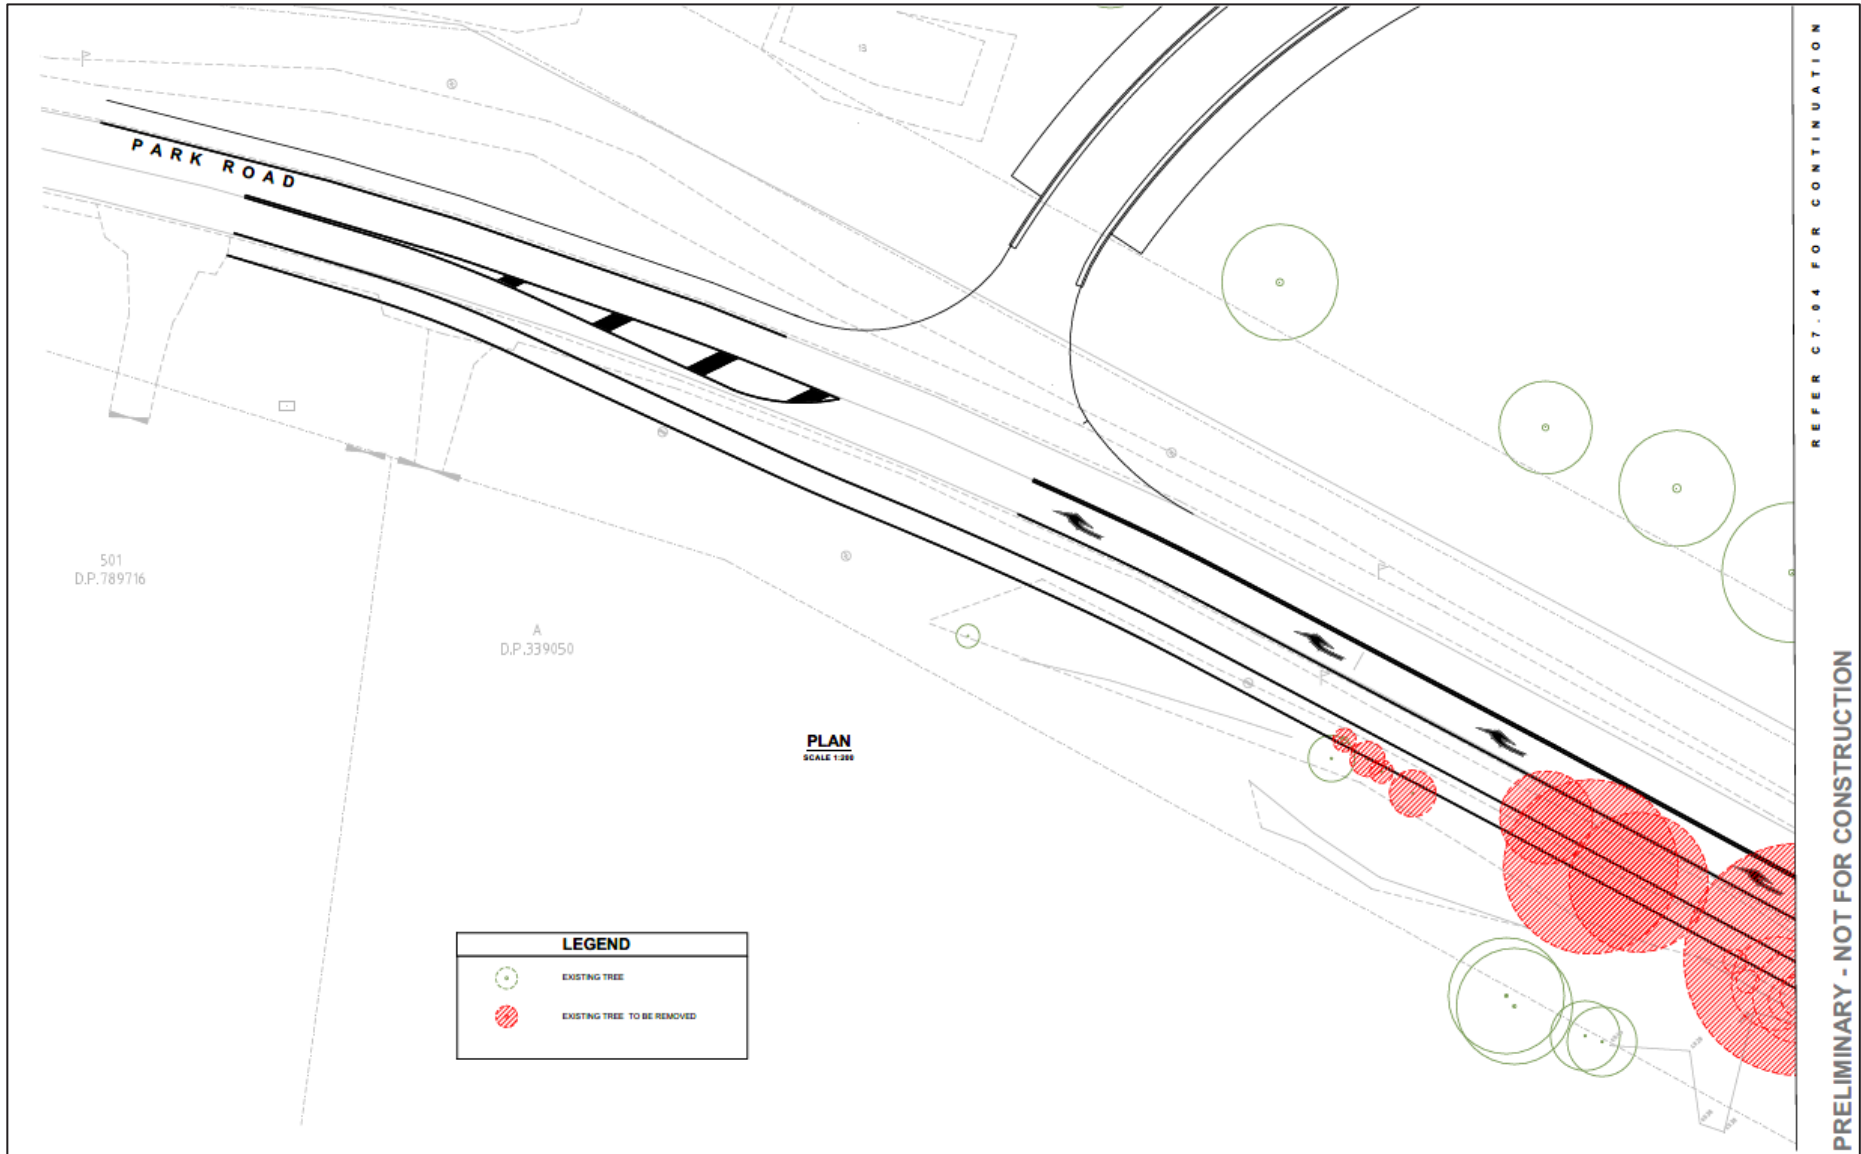 PARK ROAD
REFER C7.04 FOR CONTINUATION
501
D.P.789716
A
D.P.339050
PLAN
SCALE 1:200
LEGEND
EXISTING TREE
EXISTING TREE TO BE REMOVED
PRELIMINARY - NOT FOR CONSTRUCTION